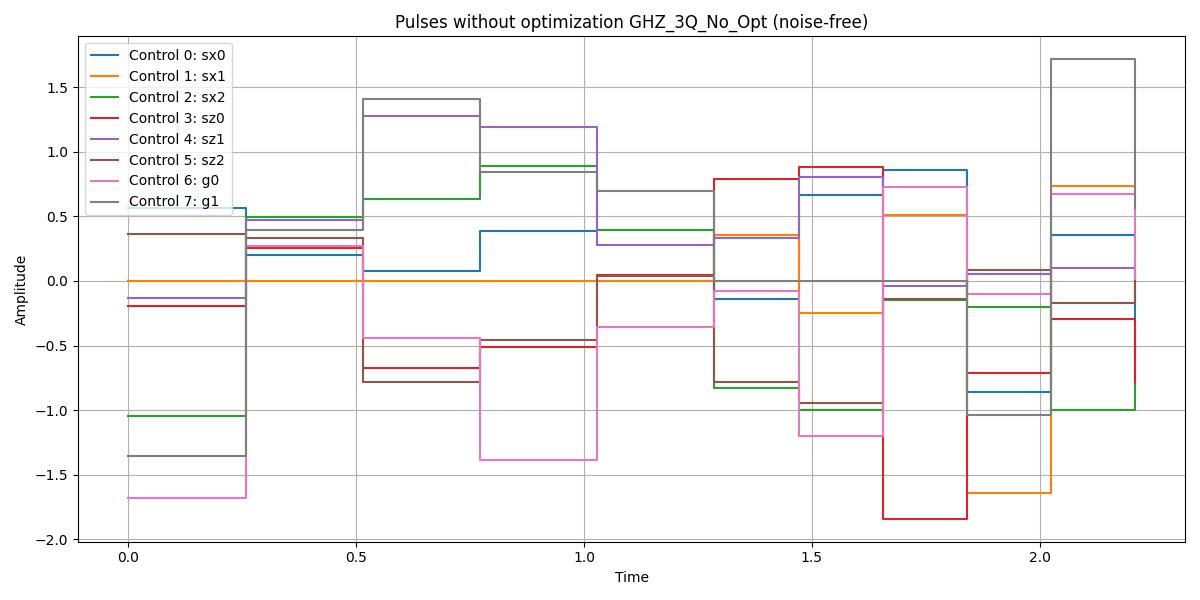 Pulses without optimization GHZ_3Q_No_Opt (noise-free)
Control 0: sx0
Control 1: sx1
Control 2: sx2
Control 3: sz0
Control 4: sz1
Control 5: sz2
Control 6: g0
Control 7: g1
1.5
1.0
0.5
0.0
−0.5
−1.0
−1.5
−2.0
Amplitude
0.0 0.5 1.0 1.5 2.0
Time